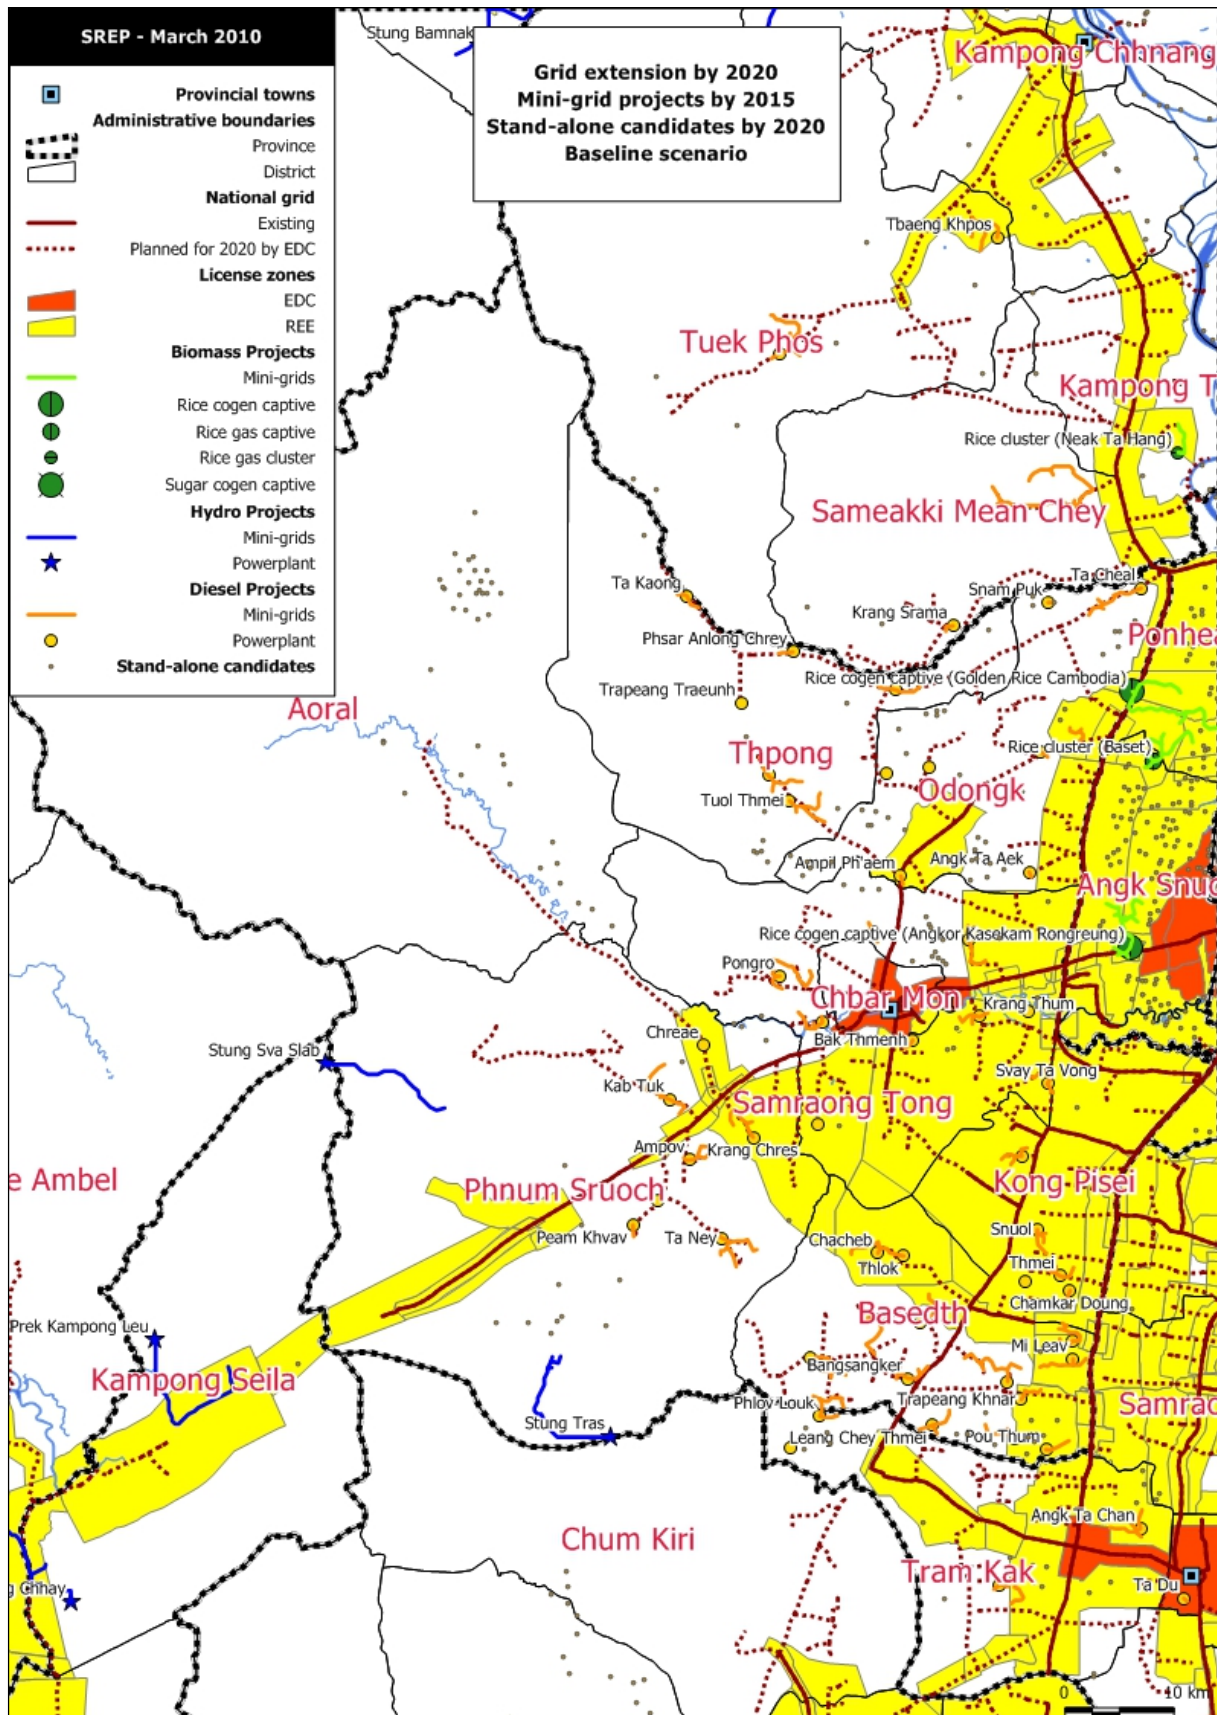 SREP - March 2010
Provincial towns
Administrative boundaries
Province
District
National grid
Existing
Planned for 2020 by EDC
License zones
EDC
REE
Biomass Projects
Mini-grids
Rice cogen captive
Rice gas captive
Rice gas cluster
Sugar cogen captive
Hydro Projects
Mini-grids
Powerplant
Diesel Projects
Mini-grids
Powerplant
Stand-alone candidates
Grid extension by 2020
Mini-grid projects by 2015
Stand-alone candidates by 2020
Baseline scenario
Stung Bamnak
Kampong Chhnang
Tbaeng Khpos
Tuek Phos
Kampong T
Rice cluster (Neak Ta Hang)
Sameakki Mean Chey
Ta Kaong
Ta Cheal
Snam Puk
Krang Srama
Phsar Anlong Chrey
Ponhea
Rice cogen captive (Golden Rice Cambodia)
Trapeang Traeunh
Aoral
Thpong
Rice cluster (Baset)
Odongk
Tuol Thmei
Ampil Ph'aem
Angk Ta Aek
Angk Snuo
Rice cogen captive (Angkor Kasekam Rongreung)
Pongro
Chbar Mon
Krang Thum
Chreae
Bak Thmenh
Stung Sva Slab
Svay Ta Vong
Kab Tuk
Samraong Tong
Ampov
Krang Chres
e Ambel
Phnum Sruoch
Kong Pisei
Peam Khvav
Ta Ney
Chacheb
Snuol
Thlok
Thmei
Chamkar Doung
Basedth
Prek Kampong Leu
Mi Leav
Bangsangker
Kampong Seila
Phlov Louk
Trapeang Khnar
Samrao
Stung Tras
Leang Chey Thmei
Pou Thum
Angk Ta Chan
Chum Kiri
Tram Kak
g Chhay
Ta Du
0 10 km